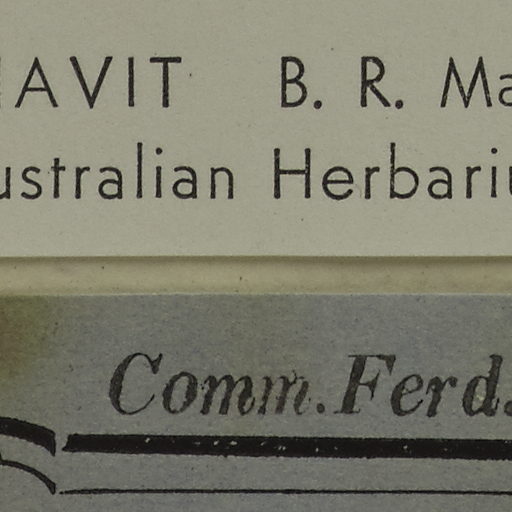 AVIT B. R. Ma
ustralian Herbariu
Comm. Ferd.